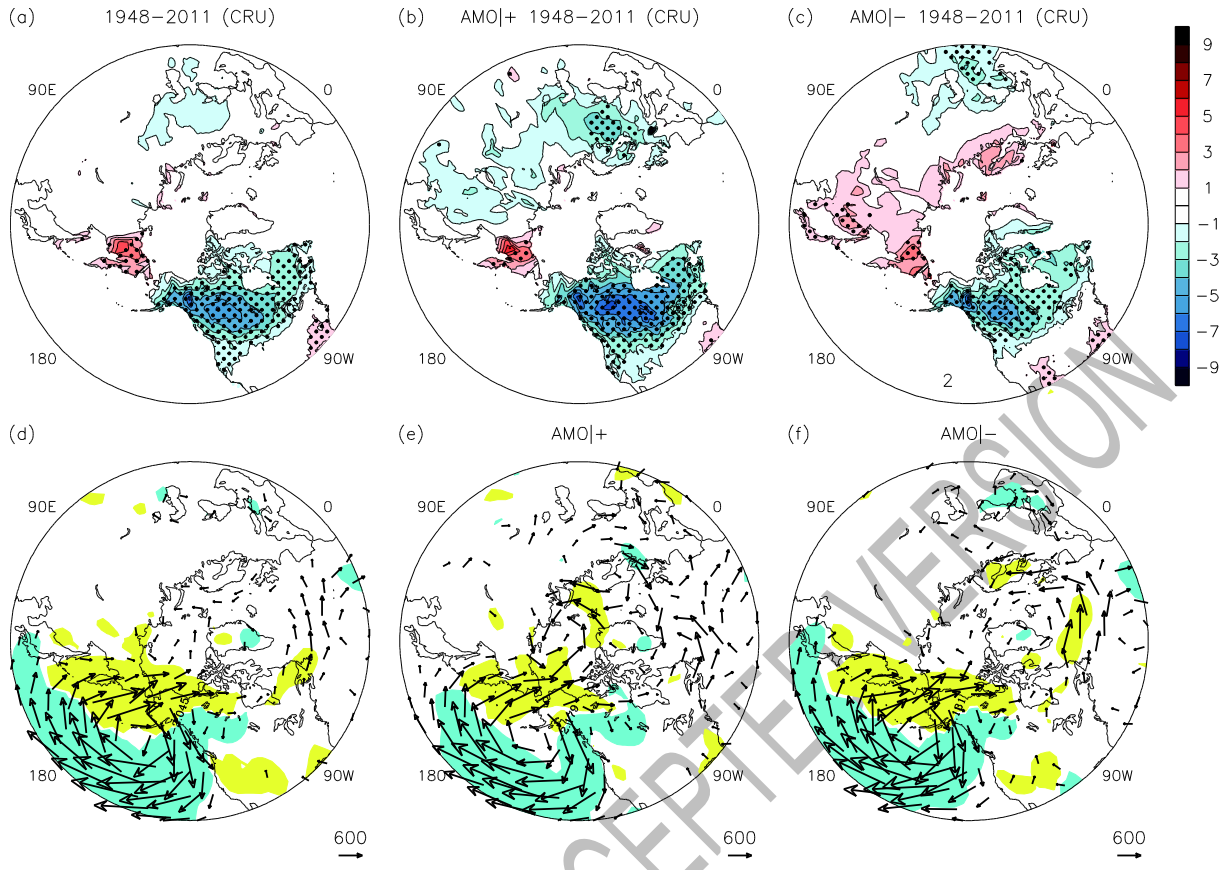 (a) 1948–2011 (CRU)
(b) AMO|+ 1948–2011 (CRU)
(c) AMO|– 1948–2011 (CRU)
90E 0 180 90W
90E 0 180 90W
90E 0 180 90W
2
9
7
5
3
1
–1
–3
–5
–7
–9
(d)
(e) AMO|+
(f) AMO|–
90E 0 180 90W
90E 0 180 90W
90E 0 180 90W
600
600
600
CEPTED VERSION